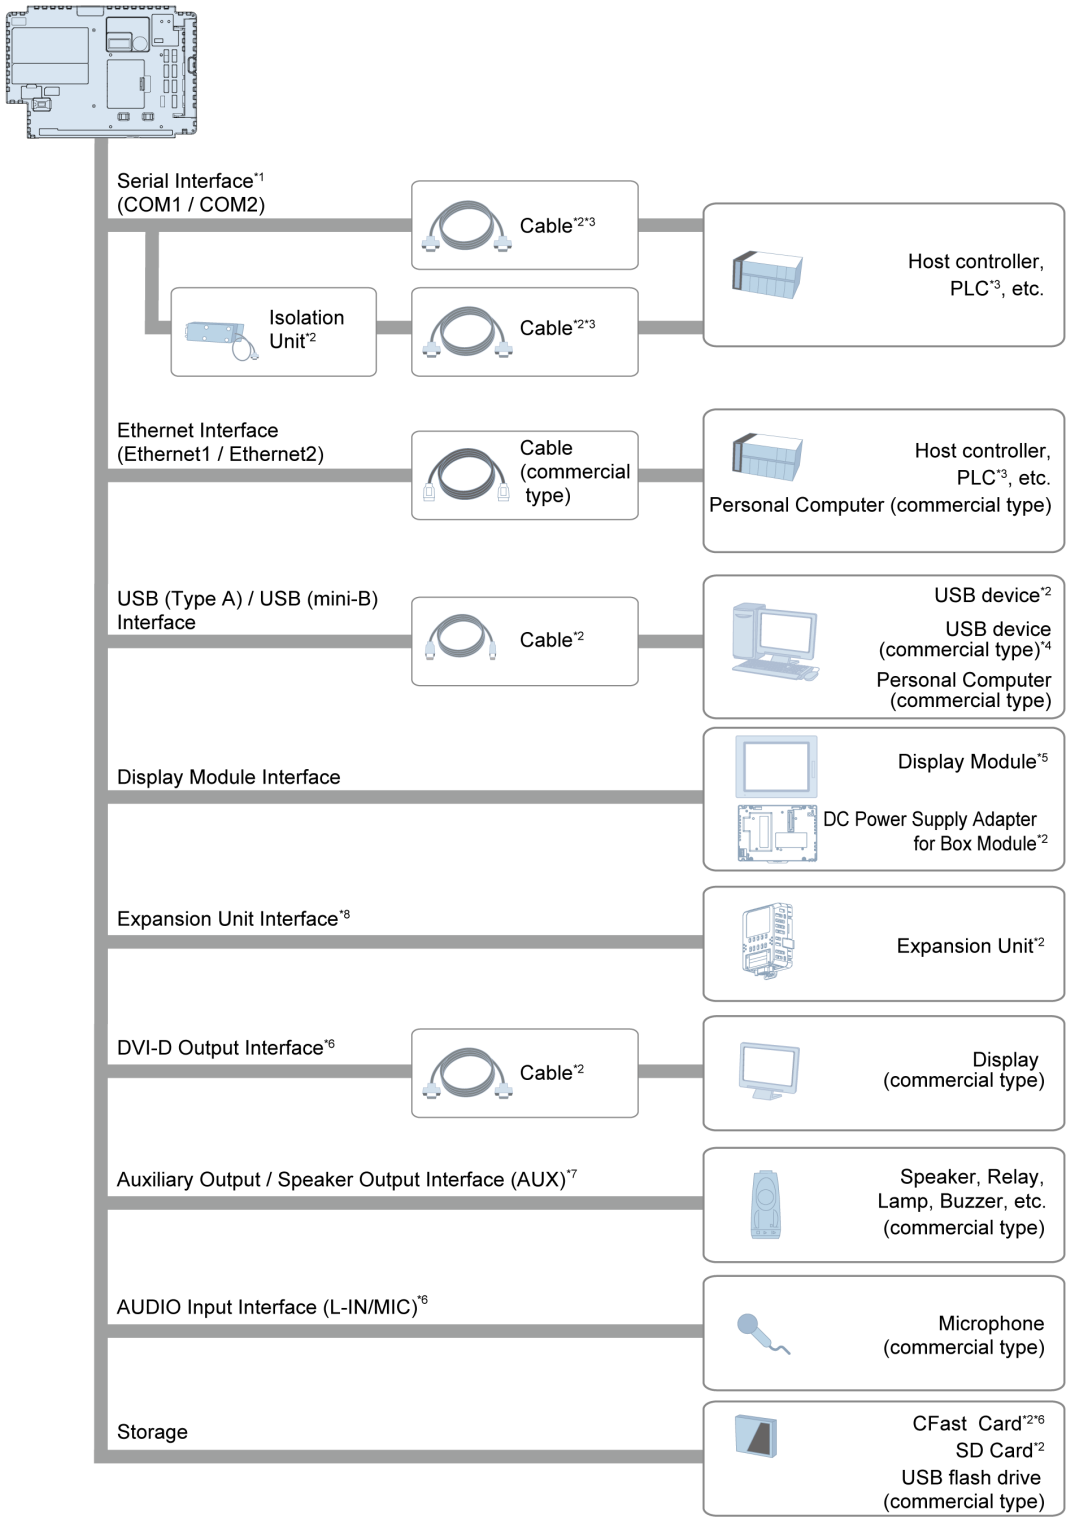 Serial Interface*1
(COM1 / COM2)
Cable*2*3
Host controller,
PLC*3, etc.
Isolation
Unit*2
Cable*2*3
Ethernet Interface
(Ethernet1 / Ethernet2)
Cable
(commercial
type)
Host controller,
PLC*3, etc.
Personal Computer (commercial type)
USB (Type A) / USB (mini-B)
Interface
Cable*2
USB device*2
USB device
(commercial type)*4
Personal Computer
(commercial type)
Display Module Interface
Display Module*5
DC Power Supply Adapter
for Box Module*2
Expansion Unit Interface*8
Expansion Unit*2
DVI-D Output Interface*6
Cable*2
Display
(commercial type)
Auxiliary Output / Speaker Output Interface (AUX)*7
Speaker, Relay,
Lamp, Buzzer, etc.
(commercial type)
AUDIO Input Interface (L-IN/MIC)*6
Microphone
(commercial type)
Storage
CFast Card*2*6
SD Card*2
USB flash drive
(commercial type)